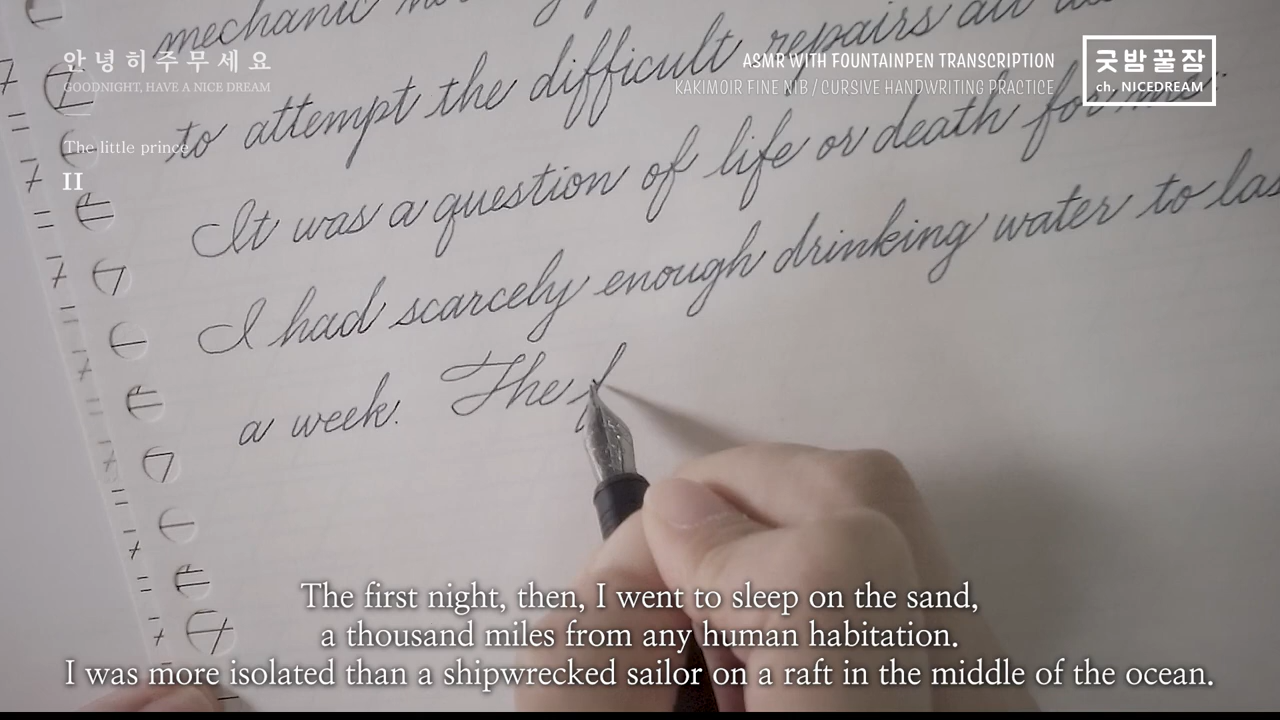 안녕히주무세요
GOODNIGHT, HAVE A NICE DREAM
The little prince
II
ASMR WITH FOUNTAINPEN TRANSCRIPTION
KAKIMOIR FINE NIB / CURSIVE HANDWRITING PRACTICE
굿밤꿀잠
ch. NICEDREAM
mechanic
to attempt the difficult repairs all
It was a question of life or death for me:
I had scarcely enough drinking water to las
a week. The f
The first night, then, I went to sleep on the sand,
a thousand miles from any human habitation.
I was more isolated than a shipwrecked sailor on a raft in the middle of the ocean.